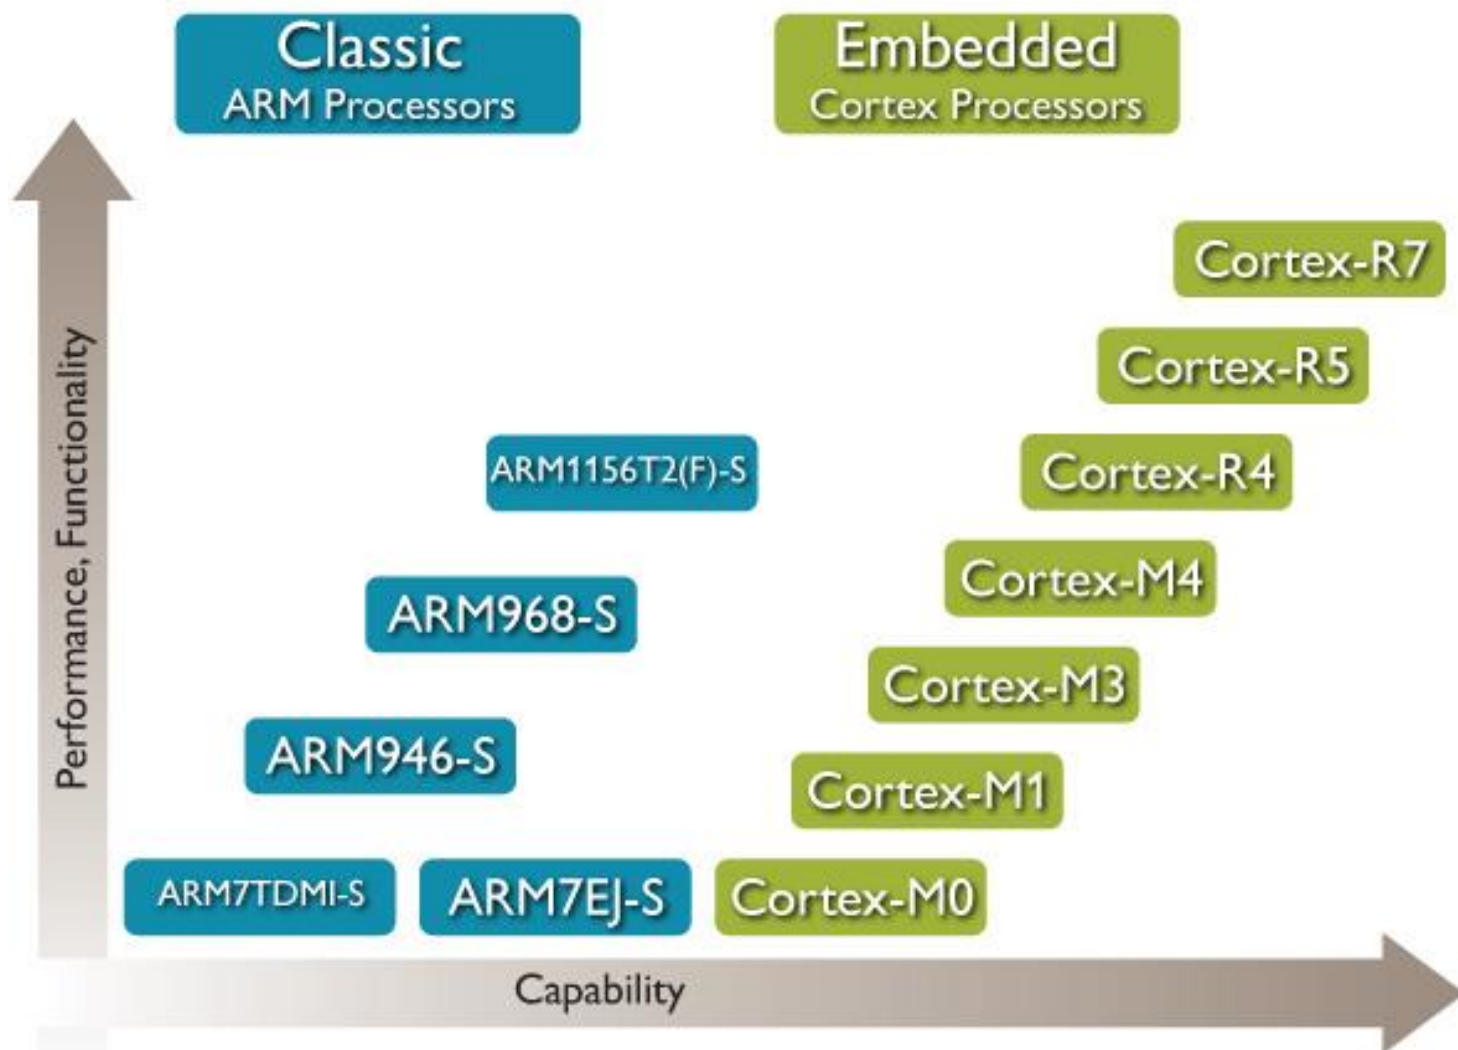 Classic
ARM Processors
Embedded
Cortex Processors
Performance, Functionality
Cortex-R7
Cortex-R5
ARM1156T2(F)-S
Cortex-R4
Cortex-M4
ARM968-S
Cortex-M3
ARM946-S
Cortex-M1
ARM7TDMI-S
ARM7EJ-S
Cortex-M0
Capability